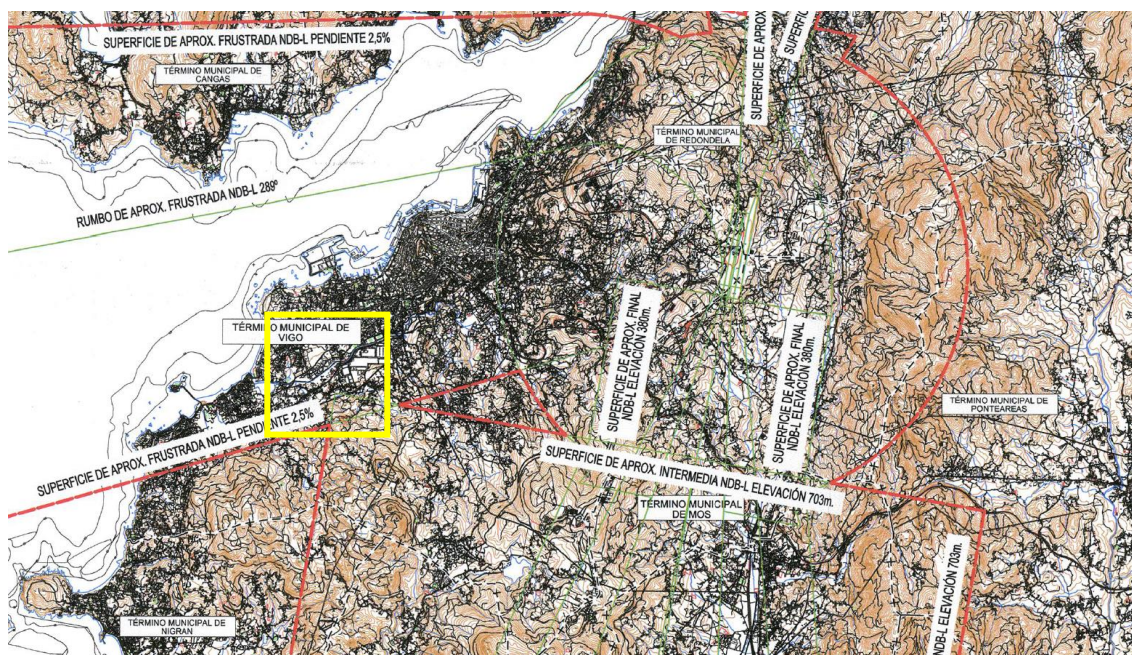 SUPERFICIE DE APROX. FRUSTRADA NDB-L PENDIENTE 2,5%
TÉRMINO MUNICIPAL DE
CANGAS
SUPERFICIE DE APROX
SUPERFIC
TÉRMINO MUNICIPAL
DE REDONDELA
RUMBO DE APROX. FRUSTRADA NDB-L 289º
TÉRMINO MUNICIPAL DE
VIGO
SUPERFICIE DE APROX. FINAL
NDB-L ELEVACIÓN 380m.
SUPERFICIE DE APROX. FINAL
NDB-L ELEVACIÓN 380m.
TÉRMINO MUNICIPAL DE
PONTEAREAS
SUPERFICIE DE APROX. FRUSTRADA NDB-L PENDIENTE 2,5%
SUPERFICIE DE APROX. INTERMEDIA NDB-L ELEVACIÓN 703m.
TÉRMINO MUNICIPAL
DE MOS
NDB-L ELEVACIÓN 703m.
TÉRMINO MUNICIPAL DE
NIGRAN